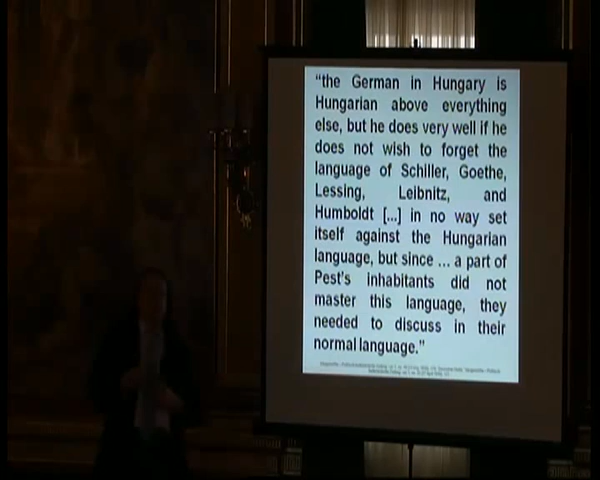 “the German in Hungary is
Hungarian above everything
else, but he does very well if he
does not wish to forget the
language of Schiller, Goethe,
Lessing, Leibnitz, and
Humboldt [...] in no way set
itself against the Hungarian
language, but since ... a part of
Pest's inhabitants did not
master this language, they
needed to discuss in their
normal language.”